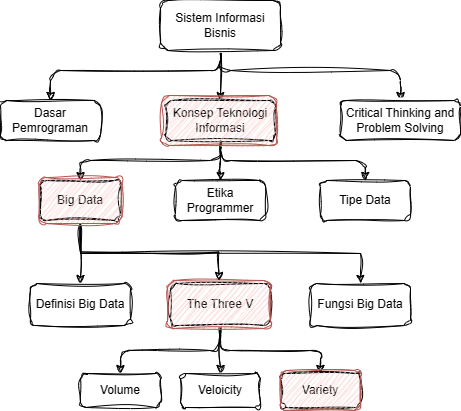 Sistem Informasi
Bisnis
Dasar
Pemrograman
Konsep Teknologi
Informasi
Critical Thinking and
Problem Solving
Big Data
Etika
Programmer
Tipe Data
Definisi Big Data
The Three V
Fungsi Big Data
Volume
Veloicity
Variety